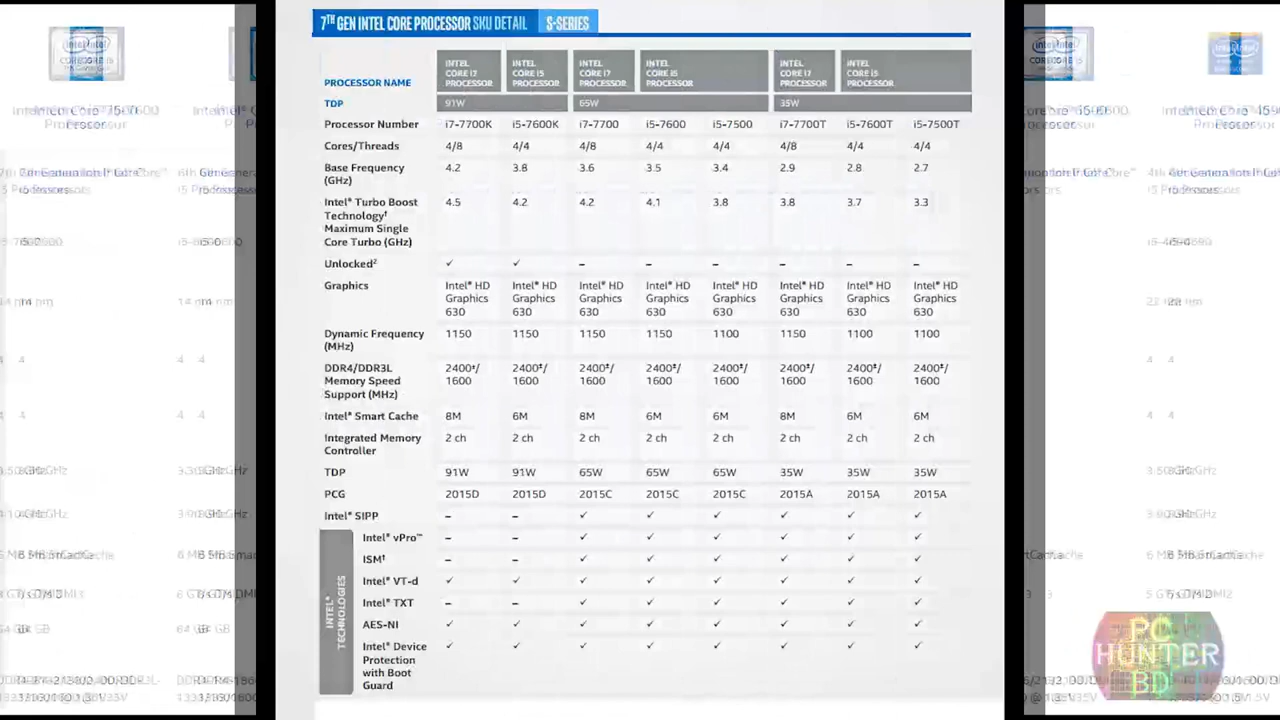 7TH GEN INTEL CORE PROCESSOR SKU DETAIL S-SERIES
PROCESSOR NAME INTEL CORE I7 PROCESSOR INTEL CORE I5 PROCESSOR INTEL CORE I7 PROCESSOR INTEL CORE I5 PROCESSOR INTEL CORE I7 PROCESSOR INTEL CORE I5 PROCESSOR
TDP 91W 65W 35W
Processor Number i7-7700K i5-7600K i7-7700 i5-7600 i5-7500 i7-7700T i5-7600T i5-7500T
Cores/Threads 4/8 4/4 4/8 4/4 4/4 4/8 4/4 4/4
Base Frequency 4.2 3.8 3.6 3.5 3.4 2.9 2.8 2.7
(GHz)
Intel® Turbo Boost 4.5 4.2 4.2 4.1 3.8 3.8 3.7 3.3
Technology†
Maximum Single
Core Turbo (GHz)
Unlocked² ✓ ✓ – – – – – –
Graphics Intel® HD Intel® HD Intel® HD Intel® HD Intel® HD Intel® HD Intel® HD Intel® HD
Graphics Graphics Graphics Graphics Graphics Graphics Graphics Graphics
630 630 630 630 630 630 630 630
Dynamic Frequency 1150 1150 1150 1150 1100 1150 1100 1100
(MHz)
DDR4/DDR3L 2400‡/ 2400‡/ 2400‡/ 2400‡/ 2400‡/ 2400‡/ 2400‡/ 2400‡/
Memory Speed 1600 1600 1600 1600 1600 1600 1600 1600
Support (MHz)
Intel® Smart Cache 8M 6M 8M 6M 6M 8M 6M 6M
Integrated Memory 2 ch 2 ch 2 ch 2 ch 2 ch 2 ch 2 ch 2 ch
Controller
TDP 91W 91W 65W 65W 65W 35W 35W 35W
PCG 2015D 2015D 2015C 2015C 2015C 2015A 2015A 2015A
Intel® SIPP – – ✓ ✓ ✓ ✓ ✓ ✓
INTEL® TECHNOLOGIES
Intel® vPro™ – – ✓ ✓ ✓ ✓ ✓ ✓
ISM† – – ✓ ✓ ✓ ✓ ✓ ✓
Intel® VT-d ✓ ✓ ✓ ✓ ✓ ✓ ✓ ✓
Intel® TXT – – ✓ ✓ ✓ ✓ ✓ ✓
AES-NI ✓ ✓ ✓ ✓ ✓ ✓ ✓ ✓
Intel® Device ✓ ✓ ✓ ✓ ✓ ✓ ✓ ✓
Protection
with Boot
Guard
PC
HUNTER
BD